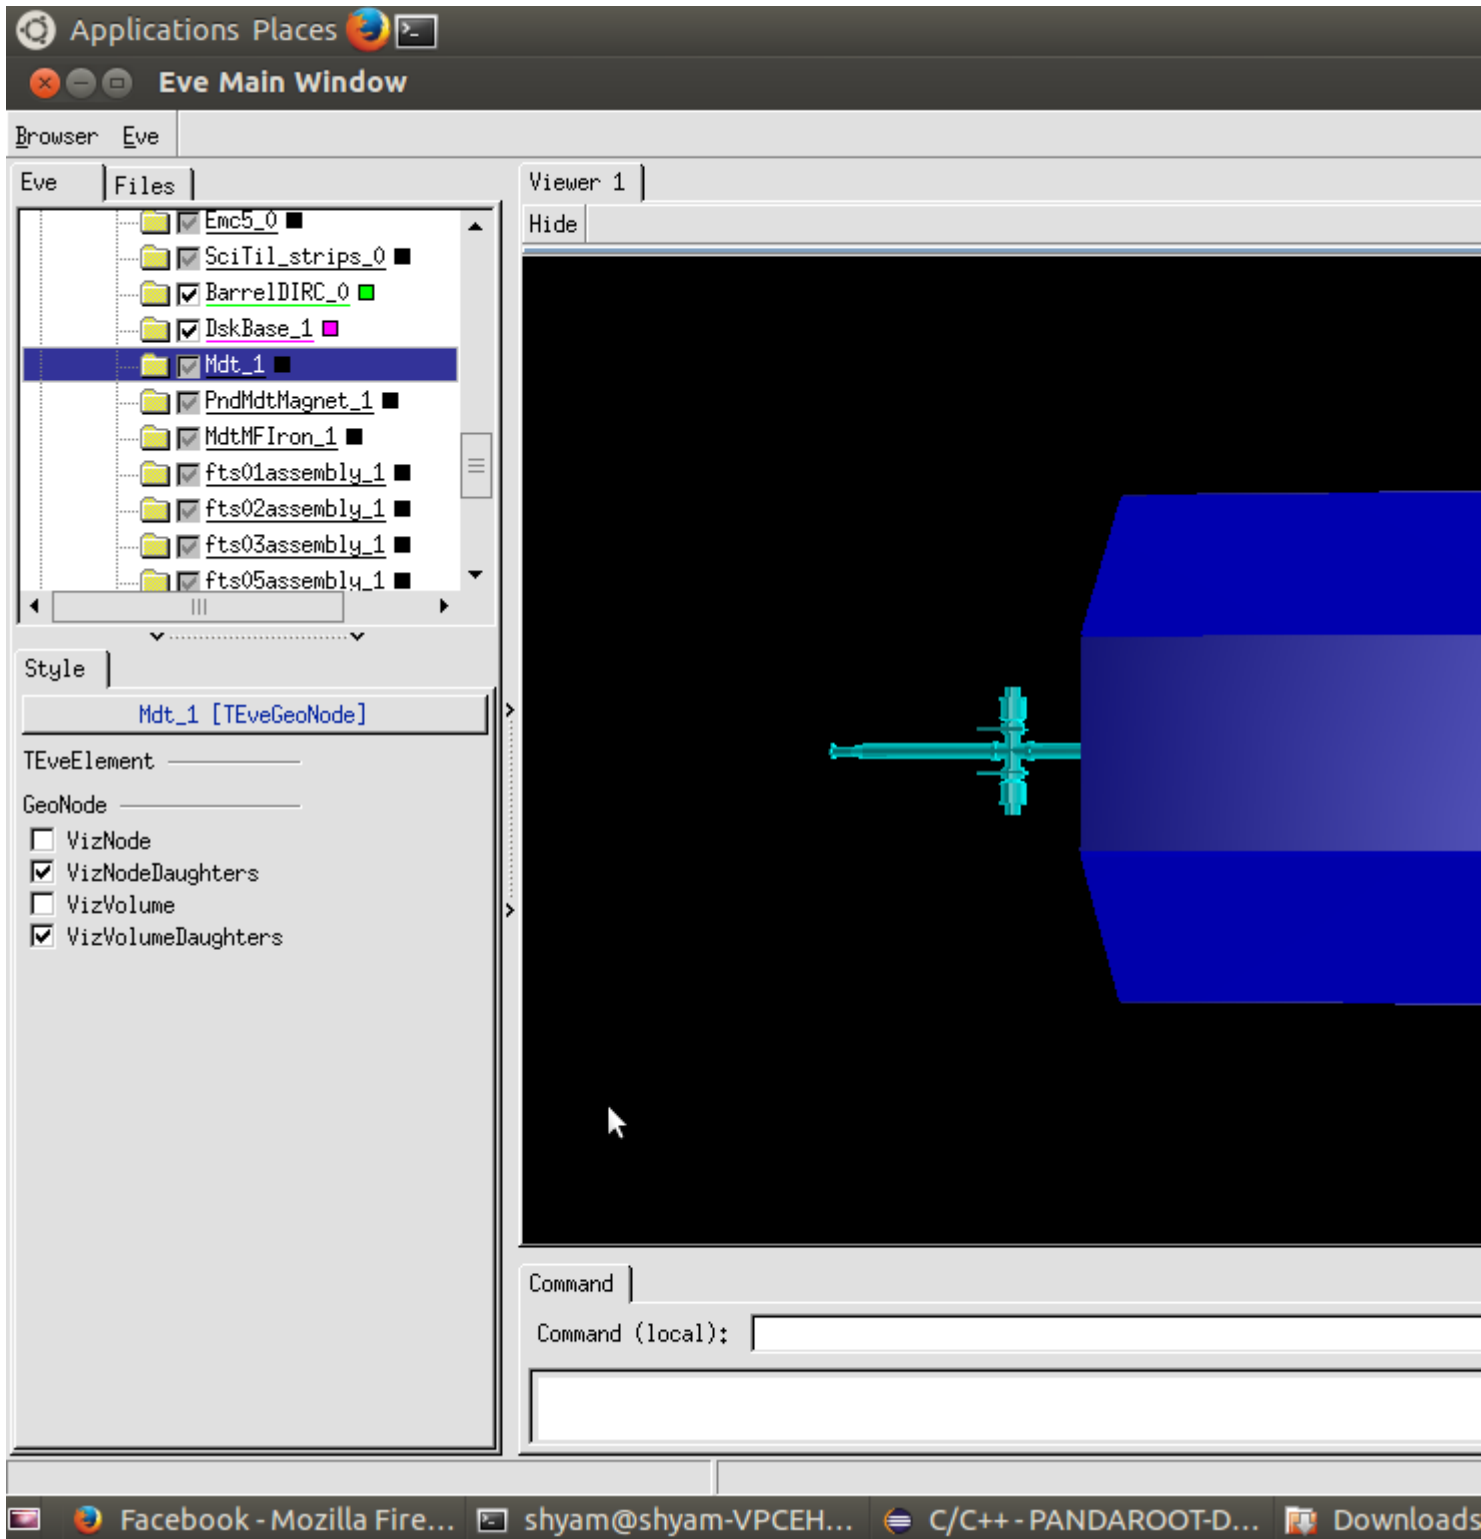 Applications Places
Eve Main Window
Browser Eve
Eve Files
Viewer 1
Hide
Emc5_0
SciTil_strips_0
BarrelDIRC_0
DskBase_1
Mdt_1
PndMdtMagnet_1
MdtMFIron_1
fts01assembly_1
fts02assembly_1
fts03assembly_1
fts05assembly_1
Style
Mdt_1 [TEveGeoNode]
TEveElement
GeoNode
VizNode
VizNodeDaughters
VizVolume
VizVolumeDaughters
Command
Command (local):
Facebook - Mozilla Fire... shyam@shyam-VPCEH... C/C++ - PANDAROOT-D... Downloads